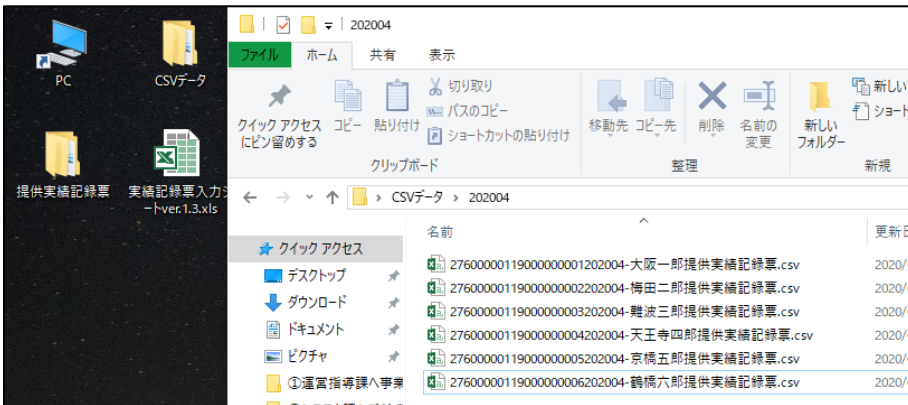 PC
CSVデータ
提供実績記録票
実績記録票入力シ
ートver.1.3.xls
202004
ファイル ホーム 共有 表示
クイック アクセス
にピン留めする
コピー
貼り付け
切り取り
パスのコピー
ショートカットの貼り付け
クリップボード
移動先
コピー先
削除
名前の
変更
整理
新しい
フォルダー
新しい
ショート
新規
CSVデータ > 202004
名前
更新日
クイック アクセス
デスクトップ
ダウンロード
ドキュメント
ピクチャ
①運営指導課へ事業
27600000119000000001202004-大阪一郎提供実績記録票.csv 2020/
27600000119000000002202004-梅田二郎提供実績記録票.csv 2020/
27600000119000000003202004-難波三郎提供実績記録票.csv 2020/
27600000119000000004202004-天王寺四郎提供実績記録票.csv 2020/
27600000119000000005202004-京橋五郎提供実績記録票.csv 2020/
27600000119000000006202004-鶴橋六郎提供実績記録票.csv 2020/